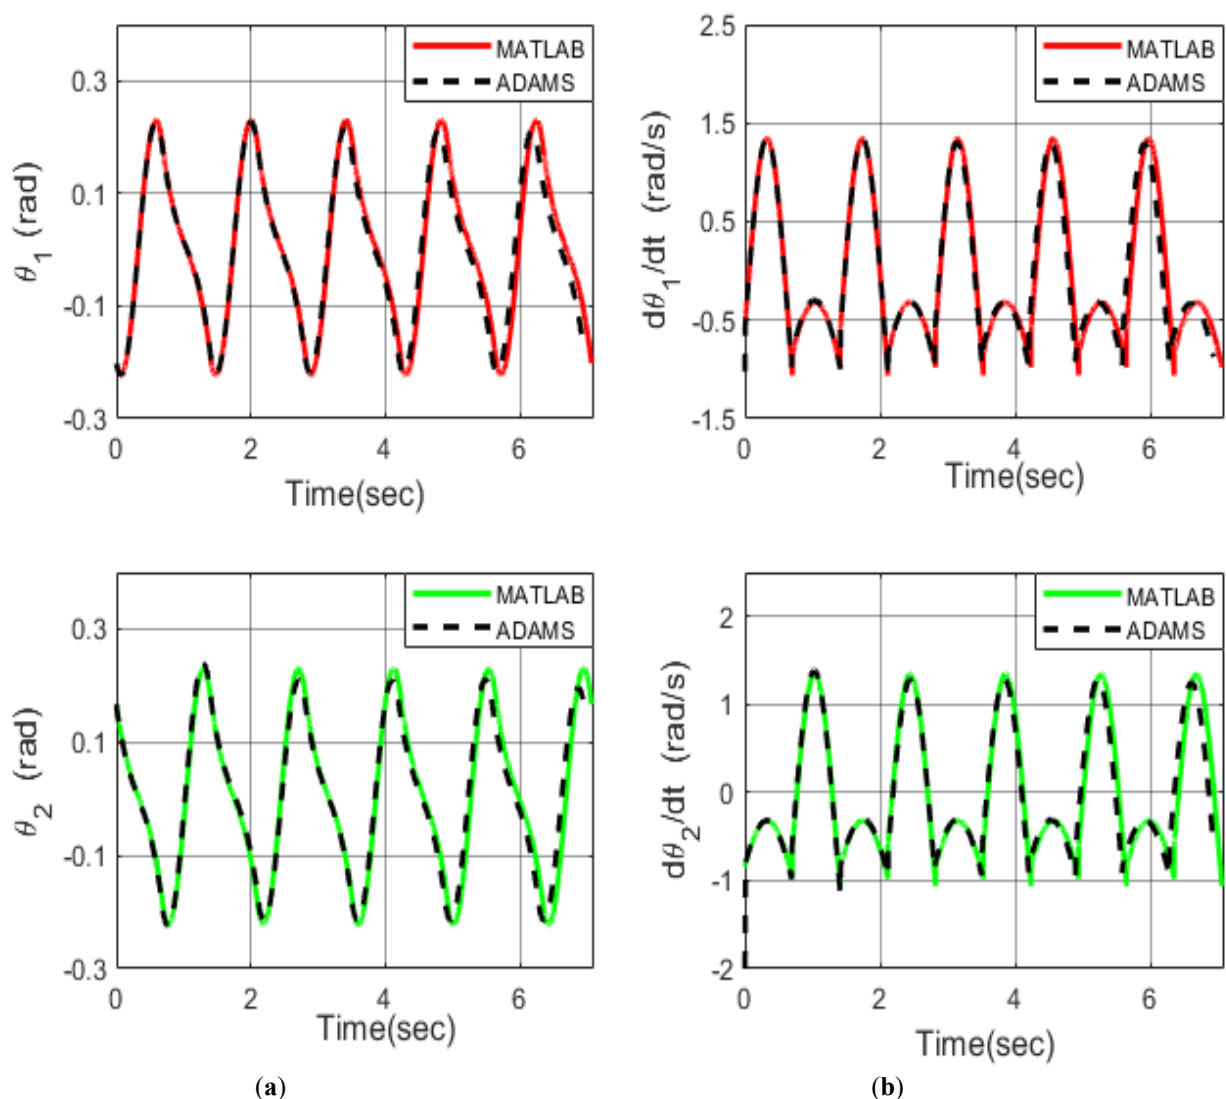 MATLAB
ADAMS
0.3
0.1
-0.1
-0.3
θ1 (rad)
0 2 4 6
Time(sec)
MATLAB
ADAMS
2.5
1.5
0.5
-0.5
-1.5
dθ1/dt (rad/s)
0 2 4 6
Time(sec)
MATLAB
ADAMS
0.3
0.1
-0.1
-0.3
θ2 (rad)
0 2 4 6
Time(sec)
(a)
MATLAB
ADAMS
2
1
0
-1
-2
dθ2/dt (rad/s)
0 2 4 6
Time(sec)
(b)